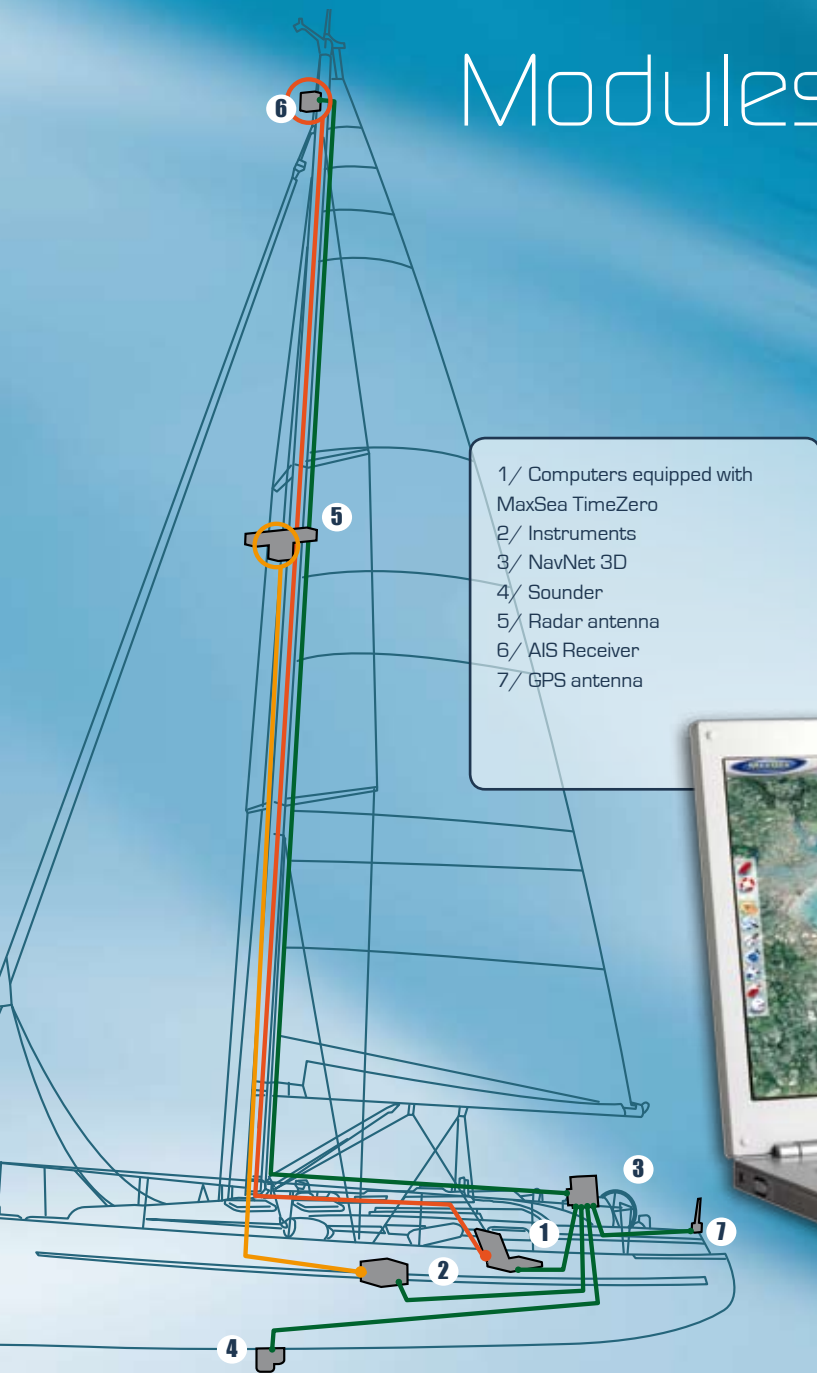 Modules
6
5
1/ Computers equipped with
MaxSea TimeZero
2/ Instruments
3/ NavNet 3D
4/ Sounder
5/ Radar antenna
6/ AIS Receiver
7/ GPS antenna
3
1
7
2
4